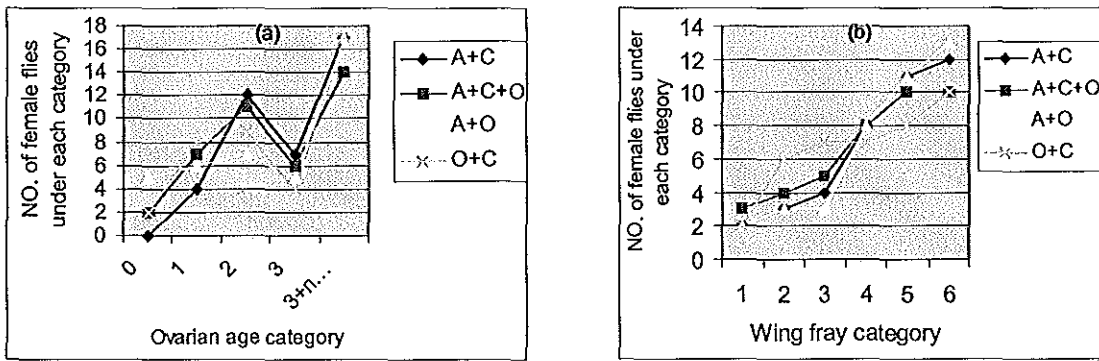 (a)
NO. of female flies
under each category
18
16
14
12
10
8
6
4
2
0
0
1
2
3
3+n...
Ovarian age category
A+C
A+C+O
A+O
O+C
(b)
NO. of female flies under
each category
14
12
10
8
6
4
2
0
1 2 3 4 5 6
Wing fray category
A+C
A+C+O
A+O
O+C